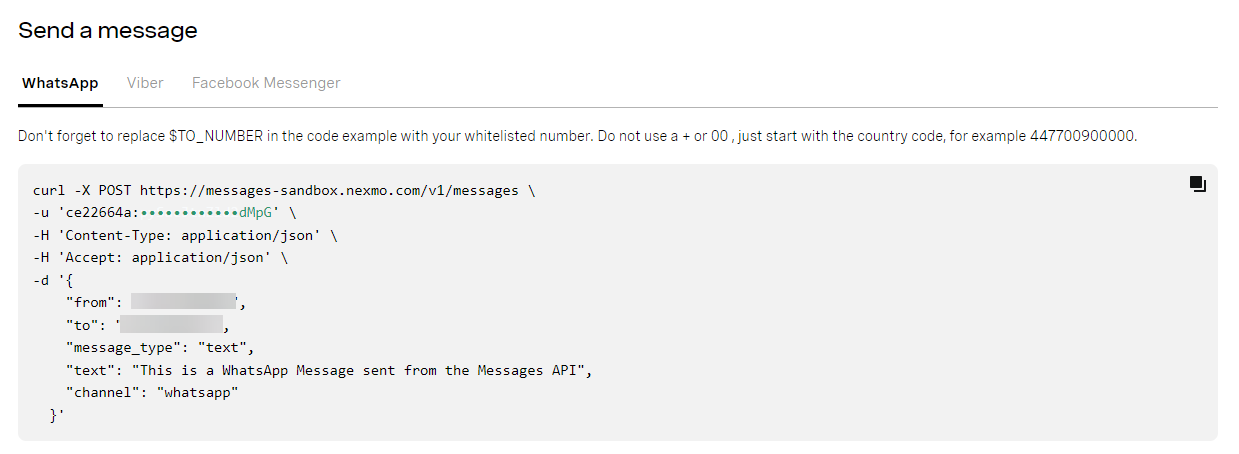 Send a message
WhatsApp Viber Facebook Messenger
Don't forget to replace $TO_NUMBER in the code example with your whitelisted number. Do not use a + or 00 , just start with the country code, for example 447700900000.
curl -X POST https://messages-sandbox.nexmo.com/v1/messages \
-u 'ce22664a:••••••••••••dMpG' \
-H 'Content-Type: application/json' \
-H 'Accept: application/json' \
-d '{
"from": ,
"to": ,
"message_type": "text",
"text": "This is a WhatsApp Message sent from the Messages API",
"channel": "whatsapp"
}'